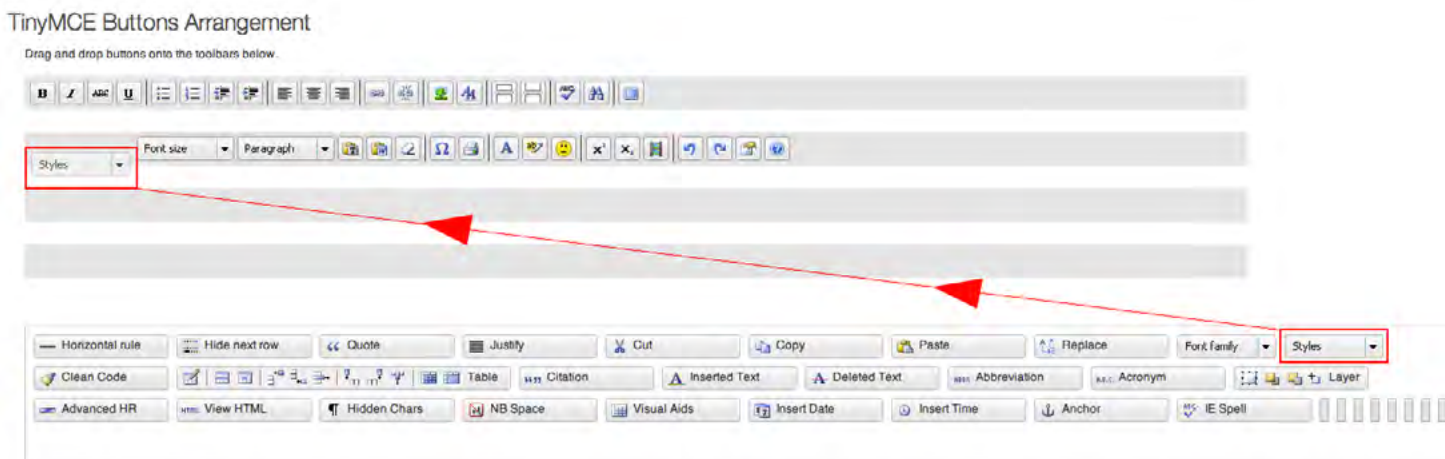 TinyMCE Buttons Arrangement
Drag and drop buttons onto the toolbars below.
B I ABC U
Styles Font size Paragraph
Horizontal rule Hide next row Quote Justify Cut Copy Paste Replace Font family Styles
Clean Code Table Citation Inserted Text Deleted Text Abbreviation Acronym Layer
Advanced HR View HTML Hidden Chars NB Space Visual Aids Insert Date Insert Time Anchor IE Spell